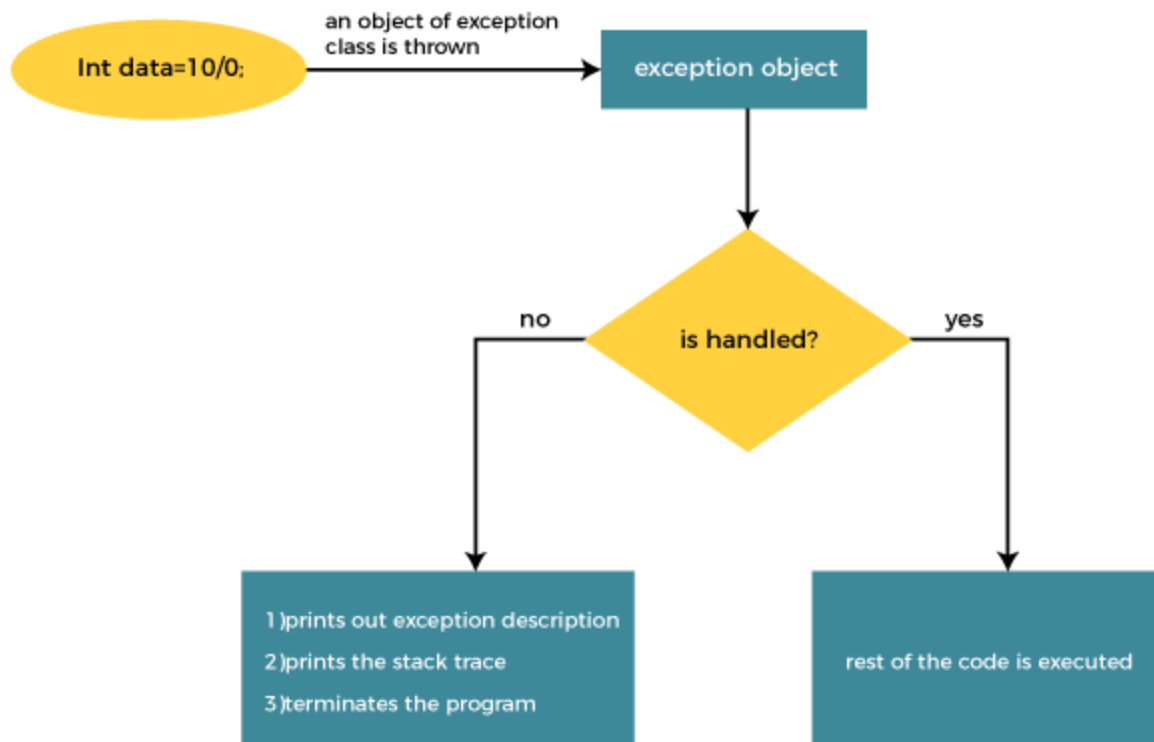 Int data=10/0;
an object of exception
class is thrown
exception object
is handled?
no
yes
1)prints out exception description
2)prints the stack trace
3)terminates the program
rest of the code is executed